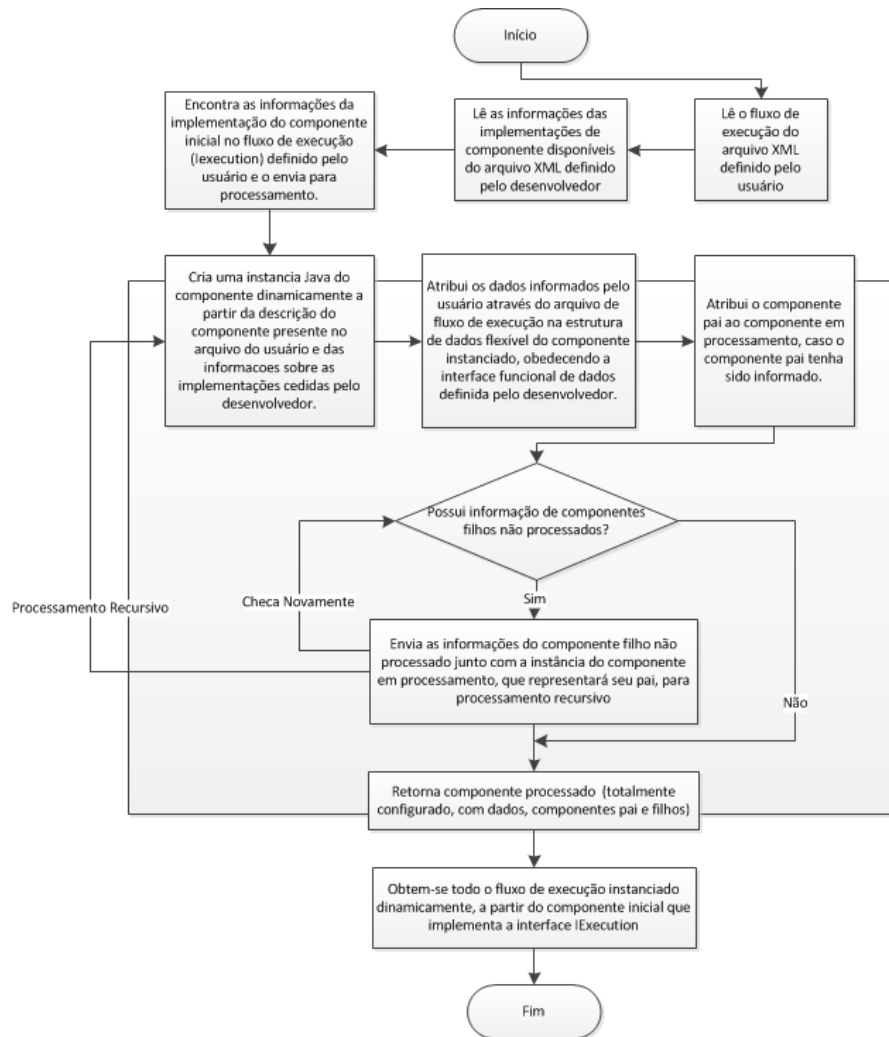 Início
Lê o fluxo de
execução do
arquivo XML
definido pelo
usuário
Lê as informações das
implementações de
componente disponíveis
do arquivo XML definido
pelo desenvolvedor
Encontra as informações da
implementação do componente
inicial no fluxo de execução
(Iexecution) definido pelo
usuário e o envia para
processamento.
Cria uma instancia Java do
componente dinamicamente a
partir da descrição do
componente presente no
arquivo do usuário e das
informacoes sobre as
implementações cedidas pelo
desenvolvedor.
Atribui os dados informados pelo
usuário através do arquivo de
fluxo de execução na estrutura
de dados flexível do componente
instanciado, obedecendo a
interface funcional de dados
definida pelo desenvolvedor.
Atribui o componente
pai ao componente em
processamento, caso o
componente pai tenha
sido informado.
Possui informação de componentes
filhos não processados?
Processamento Recursivo
Checa Novamente
Sim
Envia as informações do componente filho não
processado junto com a instância do componente
em processamento, que representará seu pai, para
processamento recursivo
Não
Retorna componente processado (totalmente
configurado, com dados, componentes pai e filhos)
Obtem-se todo o fluxo de execução instanciado
dinamicamente, a partir do componente inicial que
implementa a interface IExecution
Fim